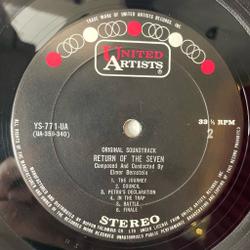 TRADE MARK OF UNITED ARTISTS RECORDS, INC.
UNITED
ARTISTS
YS-771-UA
(UA-359-340)
33⅓ RPM
2
ORIGINAL SOUNDTRACK
RETURN OF THE SEVEN
Composed And Conducted By
Elmer Bernstein
1. THE JOURNEY
2. COUNCIL
3. PETRA'S DECLARATION
4. IN THE TRAP
5. BATTLE
6. FINALE
STEREO